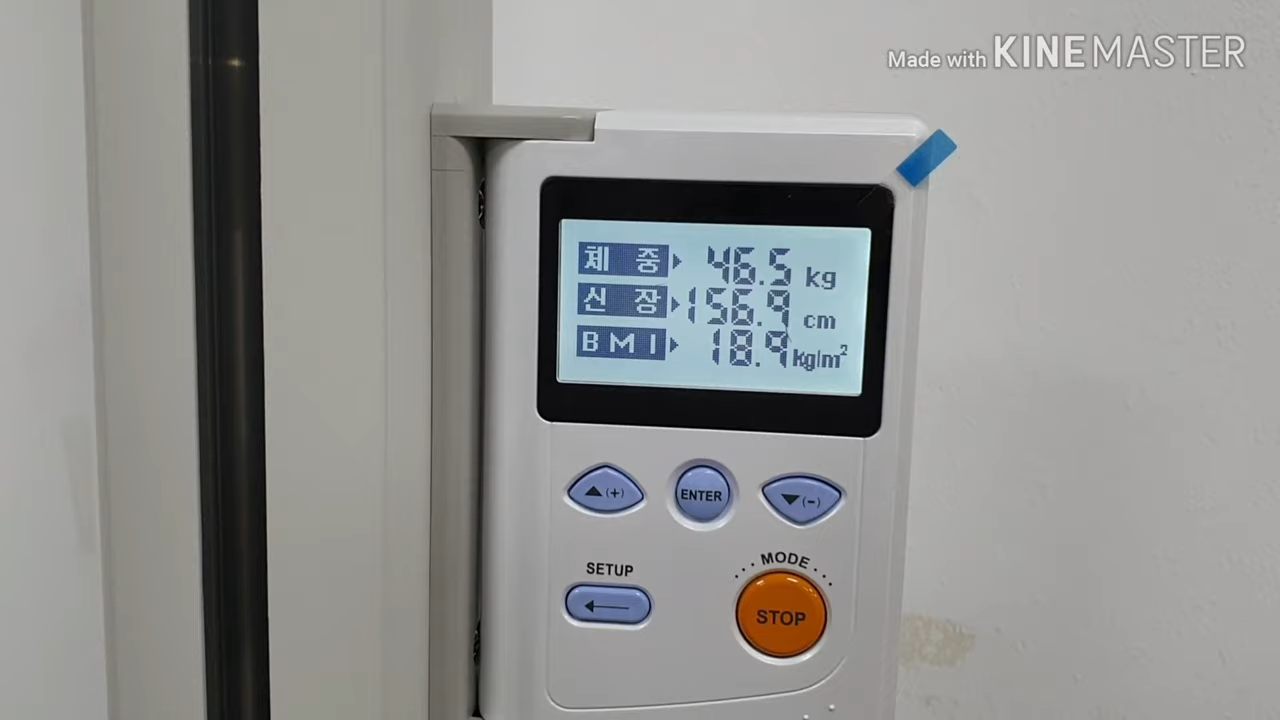 Made with KINEMASTER
체 중 46.5 kg
신 장 156.9 cm
BMI 18.9 kg/m²
▲(+) ENTER ▼(-)
SETUP
MODE
←
STOP